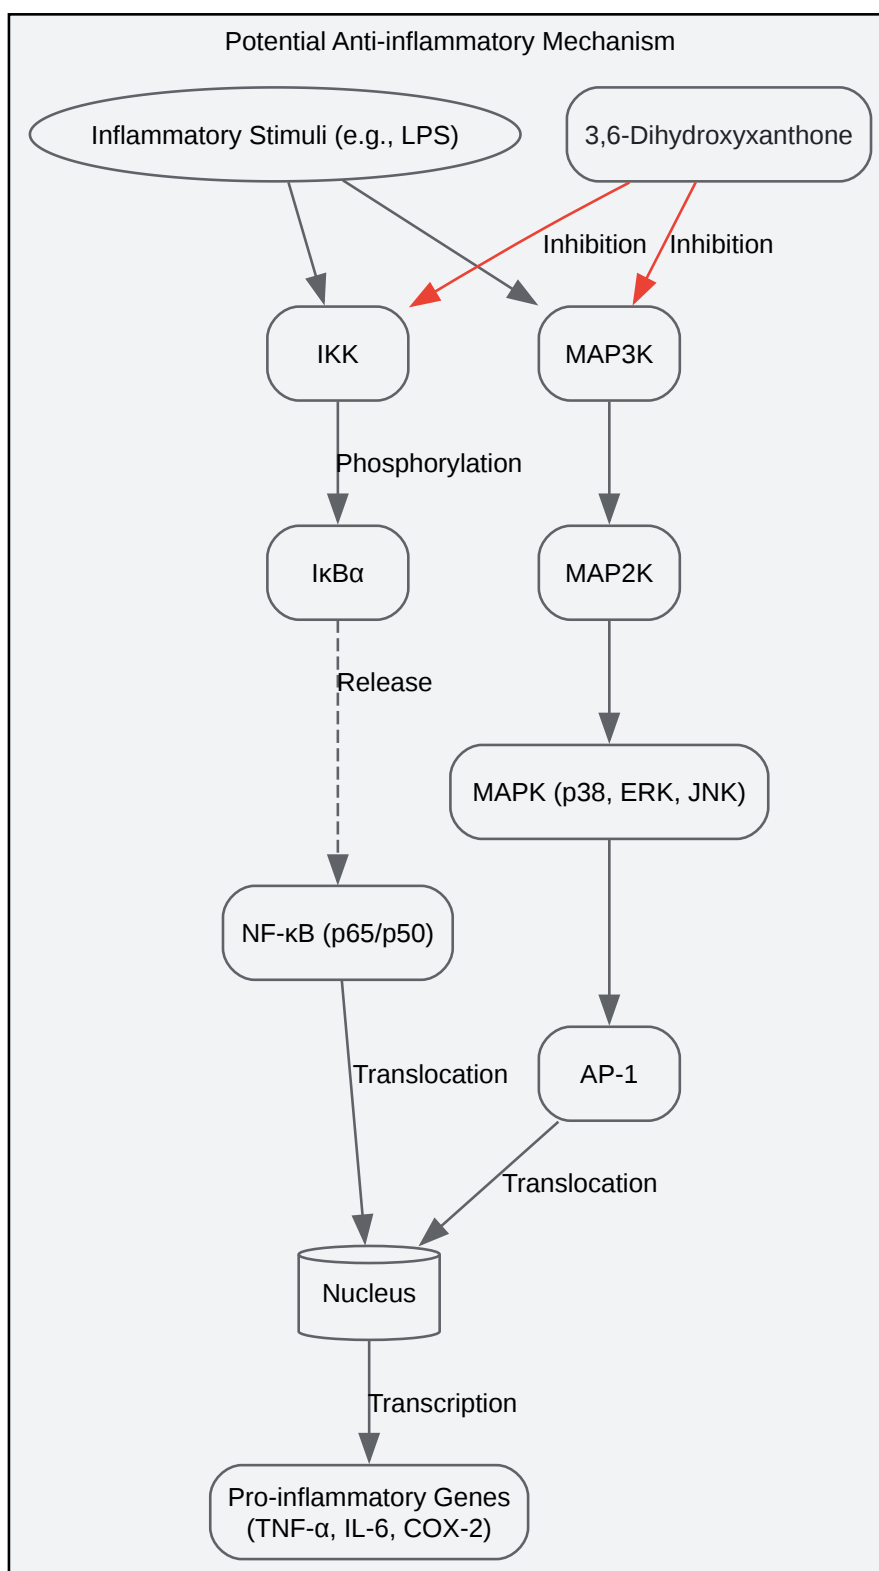 Potential Anti-inflammatory Mechanism
Inflammatory Stimuli (e.g., LPS)
3,6-Dihydroxyxanthone
Inhibition
Inhibition
IKK
MAP3K
Phosphorylation
IκBα
MAP2K
Release
MAPK (p38, ERK, JNK)
NF-κB (p65/p50)
Translocation
AP-1
Translocation
Nucleus
Transcription
Pro-inflammatory Genes
(TNF-α, IL-6, COX-2)